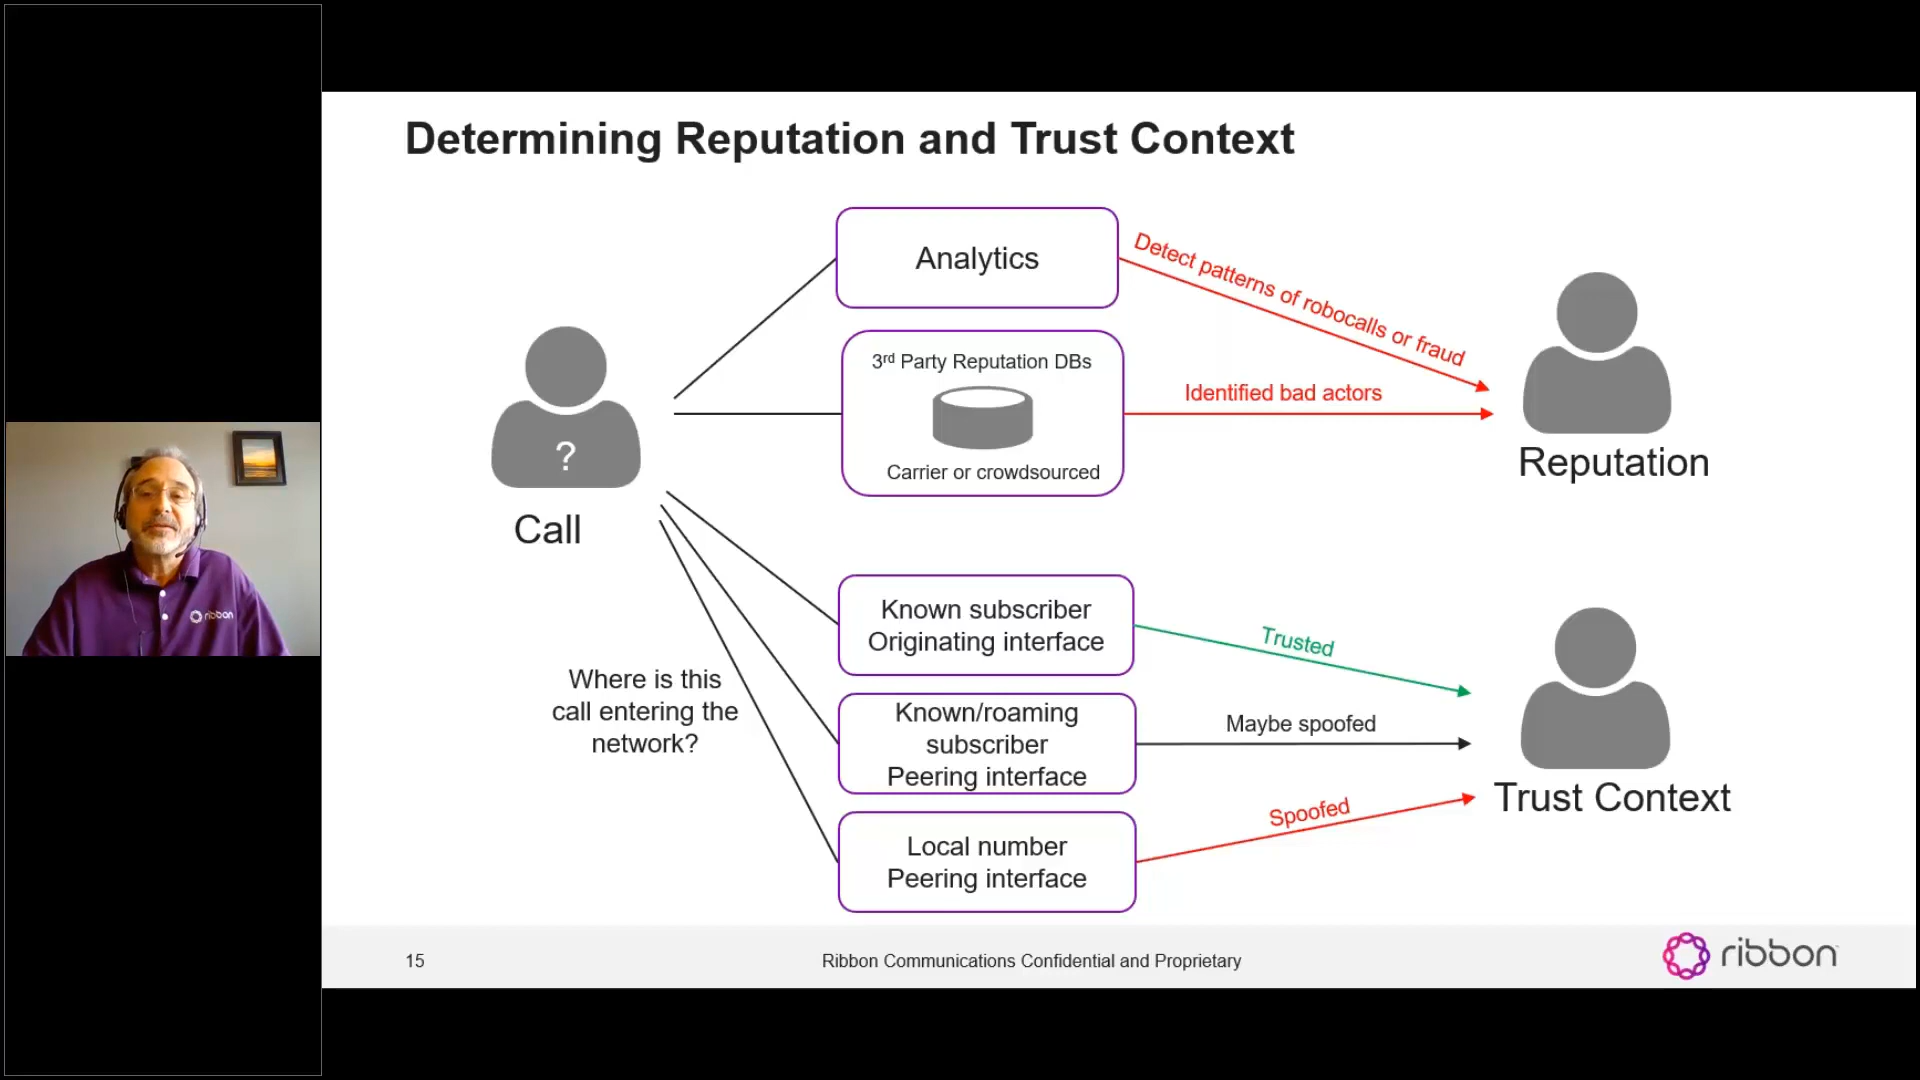 Determining Reputation and Trust Context
Analytics
Detect patterns of robocalls or fraud
3rd Party Reputation DBs
Carrier or crowdsourced
Identified bad actors
Reputation
?
Call
Where is this
call entering the
network?
Known subscriber
Originating interface
Trusted
Known/roaming
subscriber
Peering interface
Maybe spoofed
Local number
Peering interface
Spoofed
Trust Context
ribbon
15
Ribbon Communications Confidential and Proprietary
ribbon